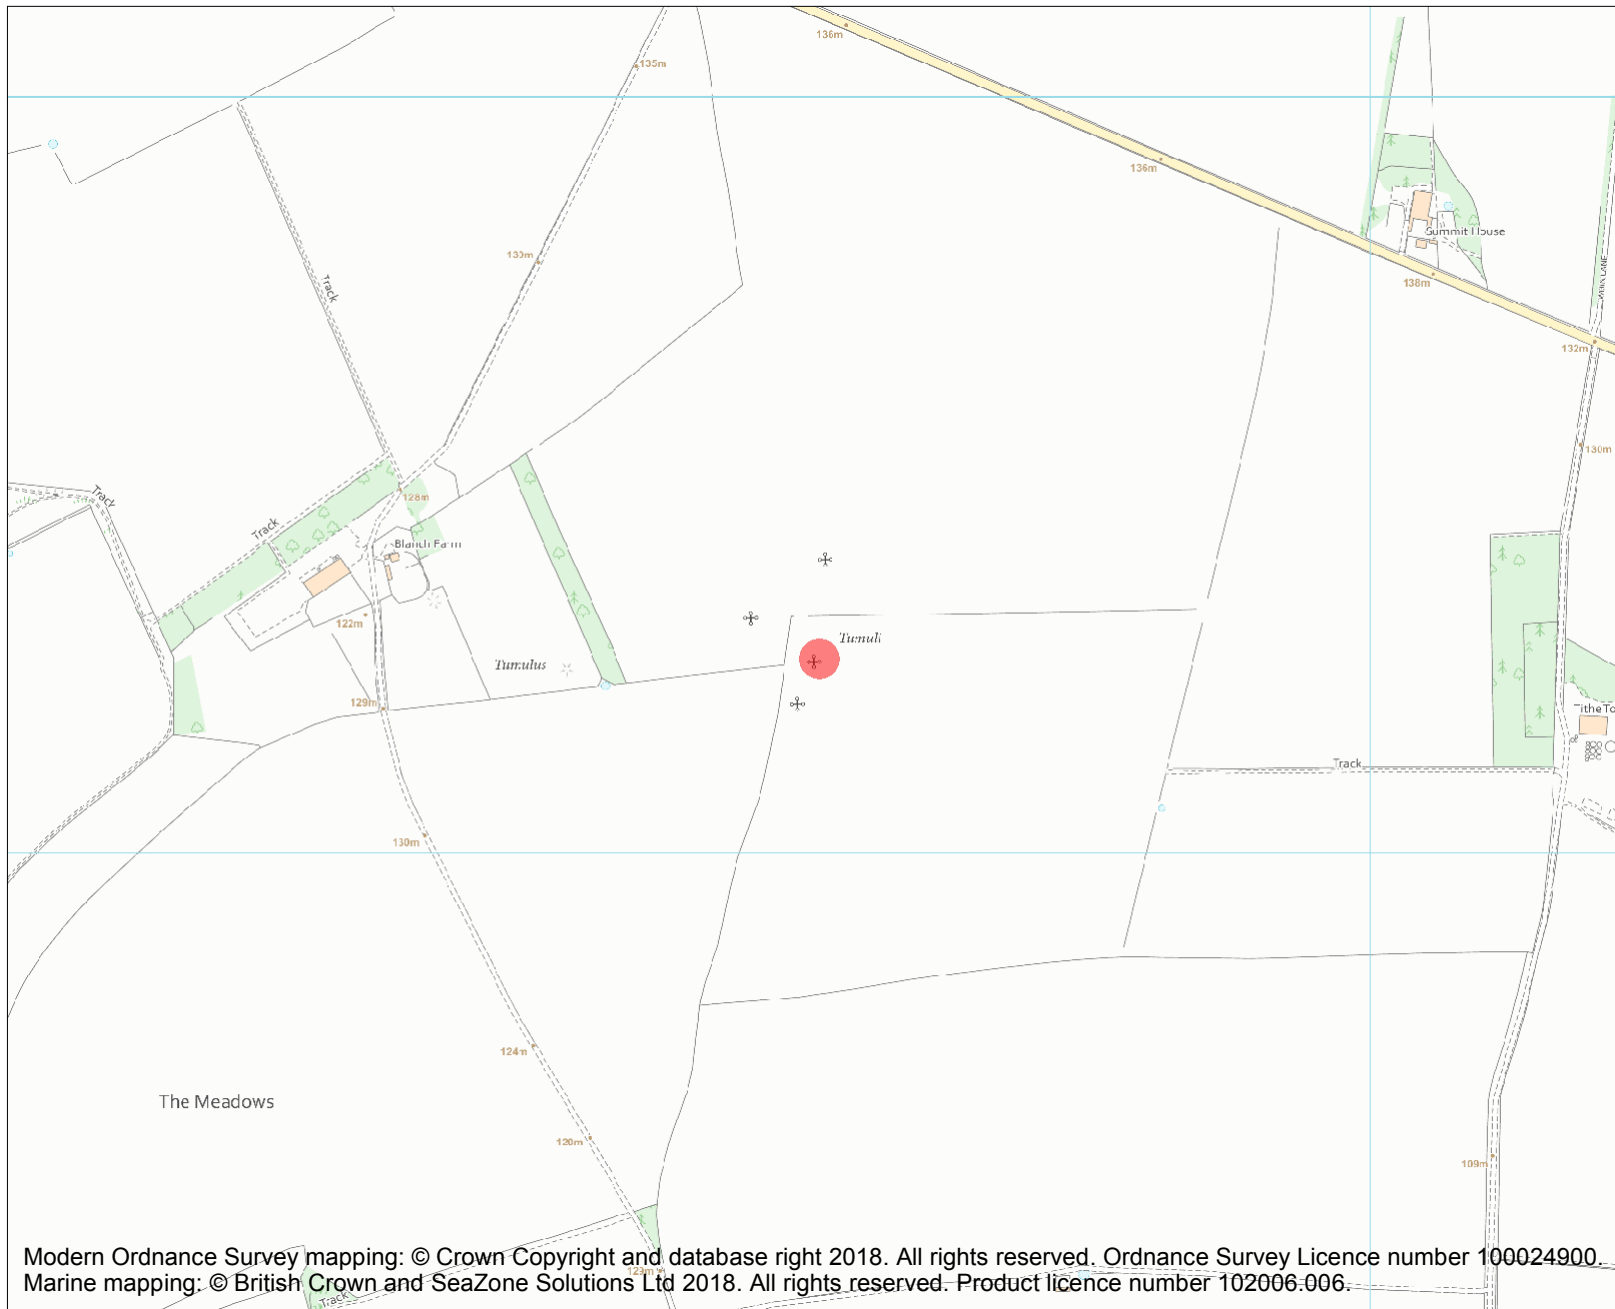 136m
135m
136m
Summit House
130m
138m
Track
132m
130m
Track
128m
Track
Blanch Farm
122m
Tumuli
Tumulus
129m
Tithe To
Track
130m
124m
The Meadows
120m
109m
Modern Ordnance Survey mapping: © Crown Copyright and database right 2018. All rights reserved. Ordnance Survey Licence number 100024900.
123m
Marine mapping: © British Crown and SeaZone Solutions Ltd 2018. All rights reserved. Product licence number 102006.006.
Track